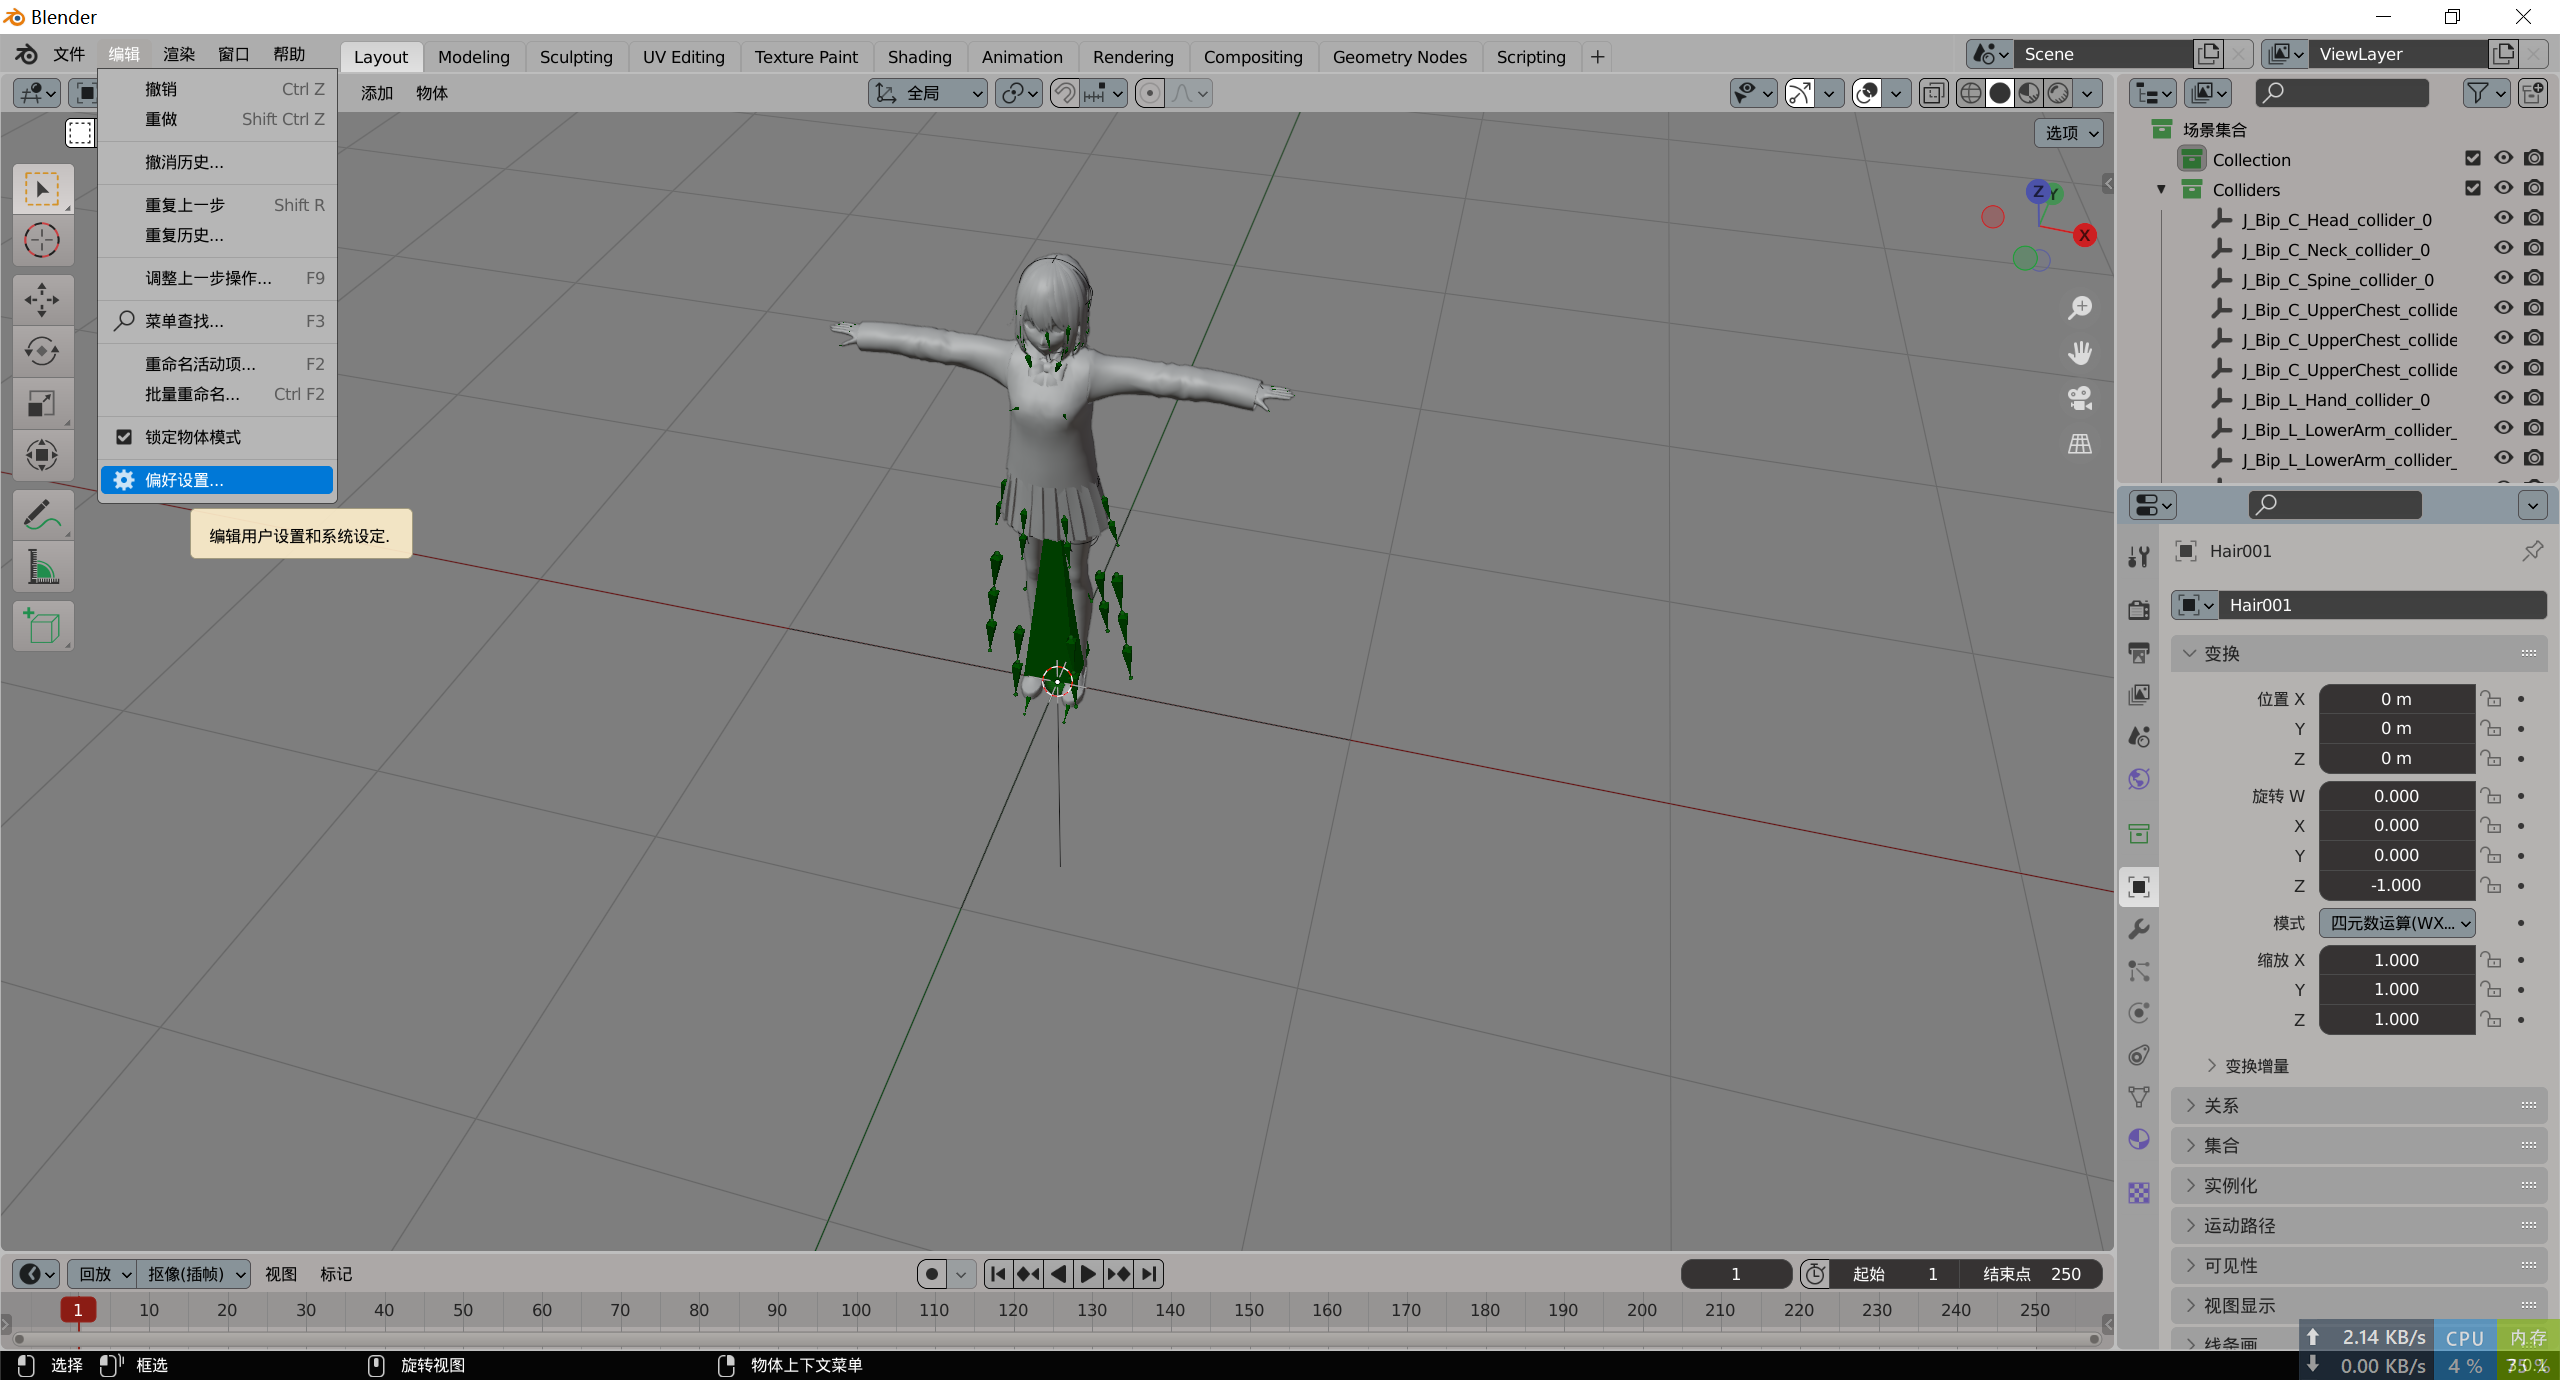 Blender
文件 编辑 渲染 窗口 帮助 Layout Modeling Sculpting UV Editing Texture Paint Shading Animation Rendering Compositing Geometry Nodes Scripting + Scene ViewLayer
添加 物体 全局
选项
撤销 Ctrl Z
重做 Shift Ctrl Z
撤消历史...
重复上一步 Shift R
重复历史...
调整上一步操作... F9
菜单查找... F3
重命名活动项... F2
批量重命名... Ctrl F2
锁定物体模式
偏好设置...
编辑用户设置和系统设定.
Z Y
X
场景集合
Collection
Colliders
J_Bip_C_Head_collider_0
J_Bip_C_Neck_collider_0
J_Bip_C_Spine_collider_0
J_Bip_C_UpperChest_collide
J_Bip_C_UpperChest_collide
J_Bip_C_UpperChest_collide
J_Bip_L_Hand_collider_0
J_Bip_L_LowerArm_collider_
J_Bip_L_LowerArm_collider_
Hair001
Hair001
变换
位置 X 0 m
Y 0 m
Z 0 m
旋转 W 0.000
X 0.000
Y 0.000
Z -1.000
模式 四元数运算(WX...
缩放 X 1.000
Y 1.000
Z 1.000
变换增量
关系
集合
实例化
运动路径
可见性
视图显示
线条画
回放 抠像(插帧) 视图 标记 1 起始 1 结束点 250
1 10 20 30 40 50 60 70 80 90 100 110 120 130 140 150 160 170 180 190 200 210 220 230 240 250
选择 框选 旋转视图 物体上下文菜单
2.14 KB/s CPU 内存
0.00 KB/s 4 %